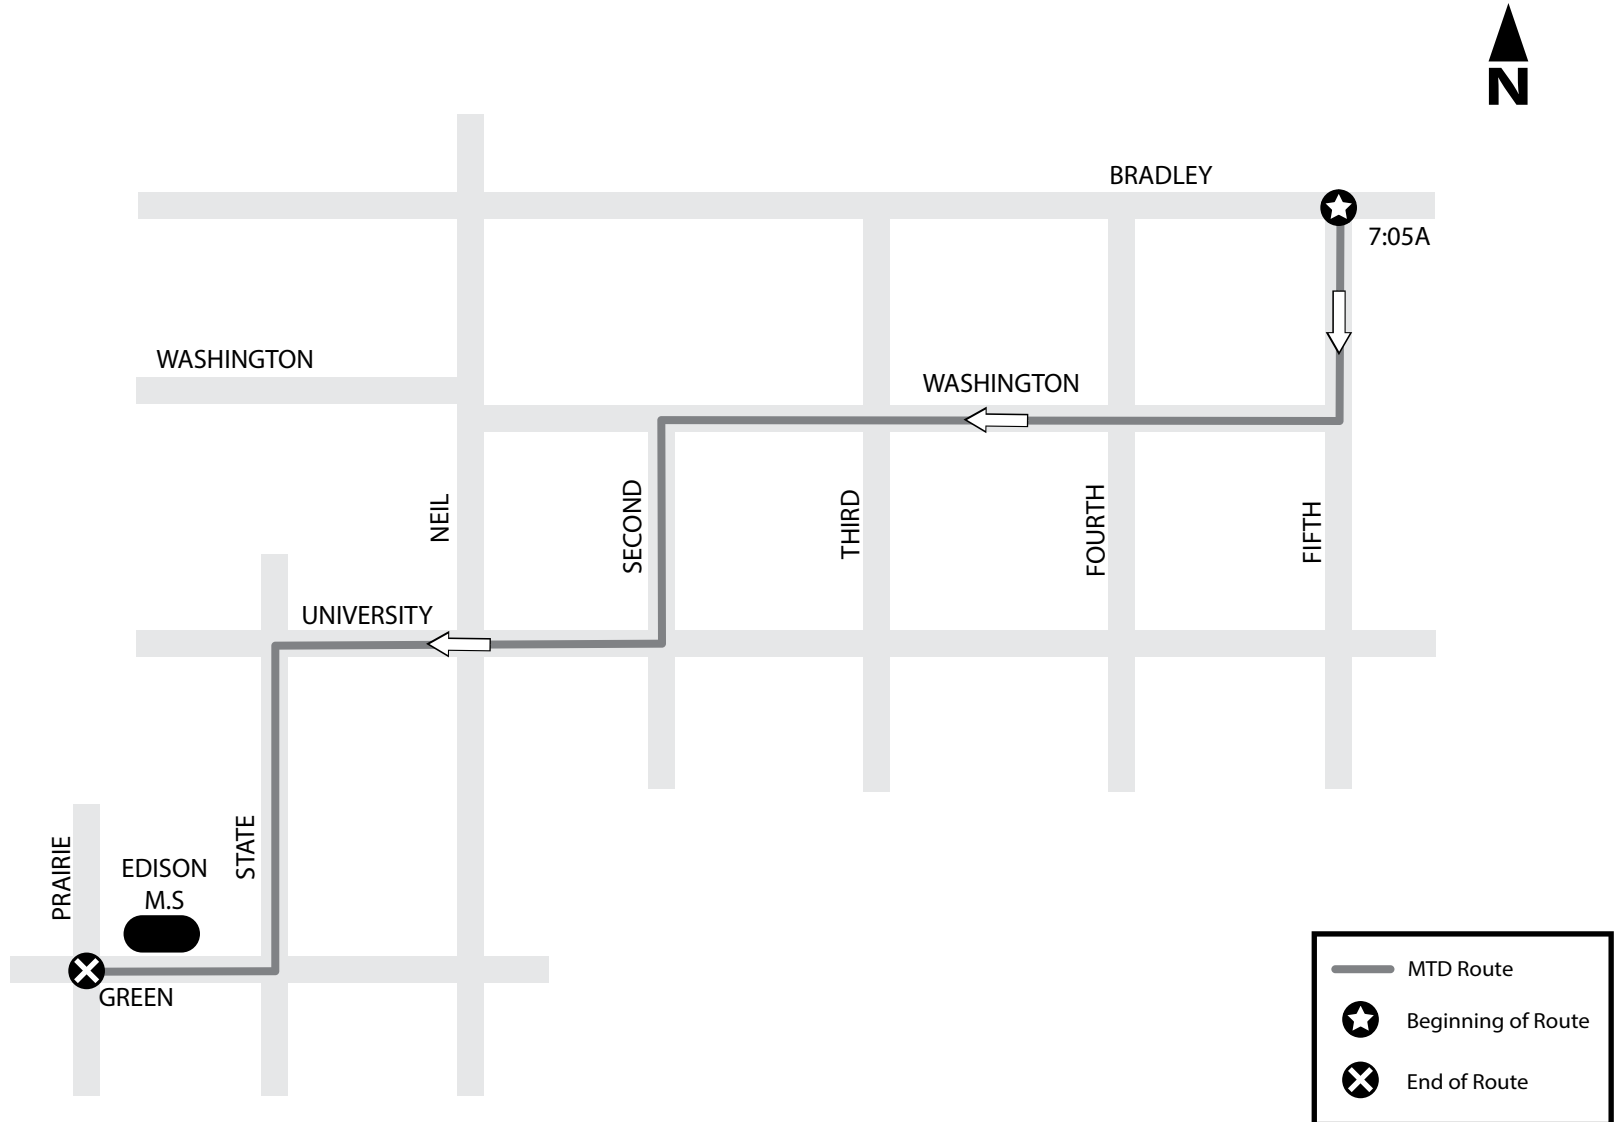 N
BRADLEY
7:05A
WASHINGTON
WASHINGTON
NEIL
SECOND
THIRD
FOURTH
FIFTH
UNIVERSITY
PRAIRIE
EDISON
M.S
STATE
GREEN
MTD Route
Beginning of Route
End of Route